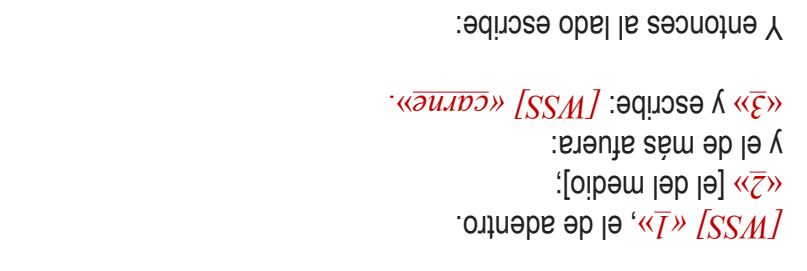 [WSS] «1», el de adentro.
«2» [el del medio];
y el de más afuera:
«3» y escribe: [WSS] «carne».
Y entonces al lado escribe: